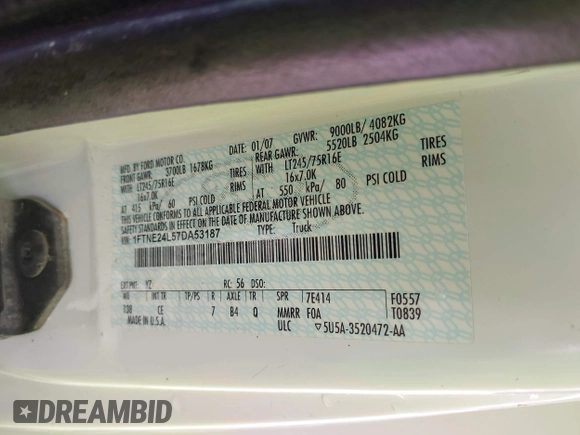 MFD. BY FORD MOTOR CO.
DATE: 01/07 GVWR: 9000LB/ 4082KG
FRONT GAWR: 3700LB 1678KG
REAR GAWR: 5520LB 2504KG
WITH LT245/75R16E TIRES
WITH LT245/75R16E TIRES
16x7.0K RIMS
16x7.0K RIMS
AT 415 kPa/ 60 PSI COLD
AT 550 kPa/ 80 PSI COLD
THIS VEHICLE CONFORMS TO ALL APPLICABLE FEDERAL MOTOR VEHICLE
SAFETY STANDARDS IN EFFECT ON THE DATE OF MANUFACTURE SHOWN ABOVE.
VIN: 1FTNE24L57DA53187 TYPE: Truck
EXT PNT: YZ RC: 56 DSO:
WB INT TR TP/PS R AXLE TR SPR 7E414 F0557
138 CE 7 B4 Q MMRR FOA T0839
MADE IN U.S.A. ULC 5U5A-3520472-AA
DREAMBID